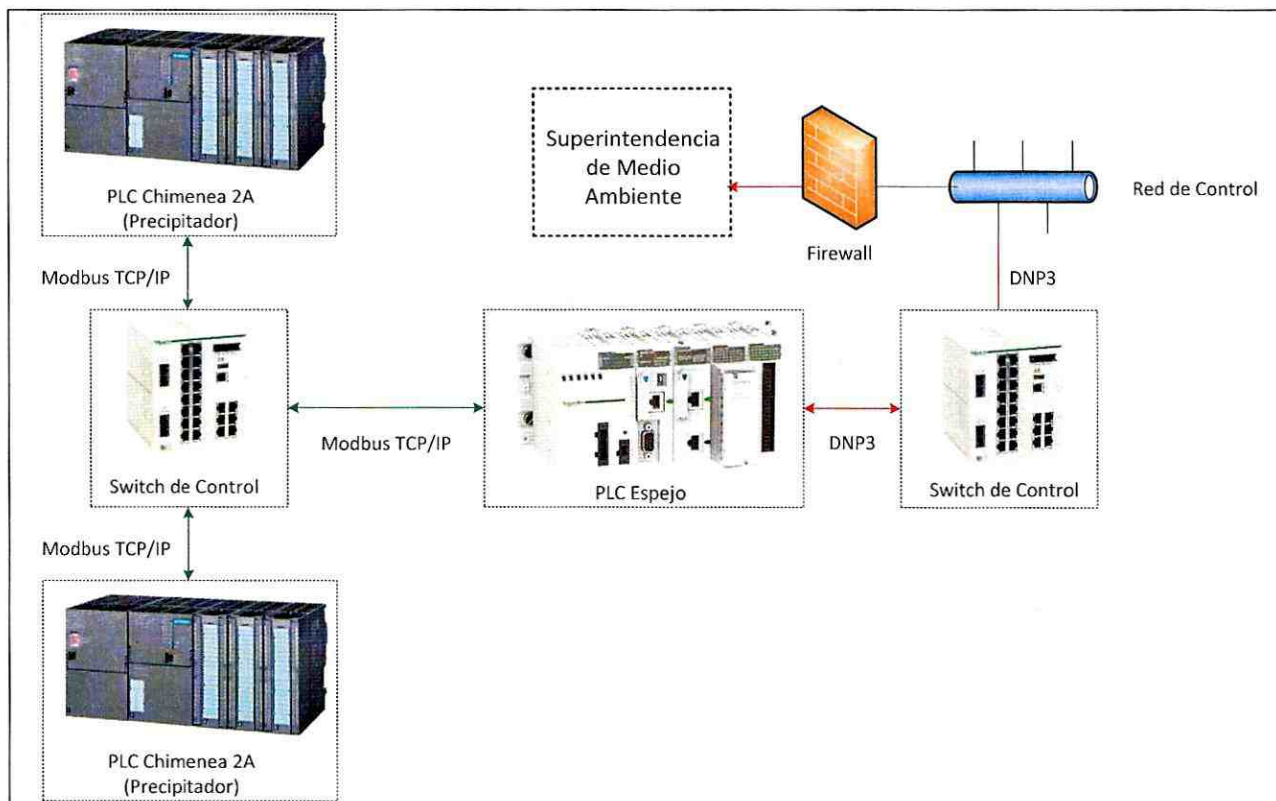 PLC Chimenea 2A
(Precipitador)
Modbus TCP/IP
Switch de Control
Modbus TCP/IP
PLC Chimenea 2A
(Precipitador)
Modbus TCP/IP
PLC Espejo
DNP3
Switch de Control
DNP3
Red de Control
Firewall
Superintendencia
de Medio
Ambiente